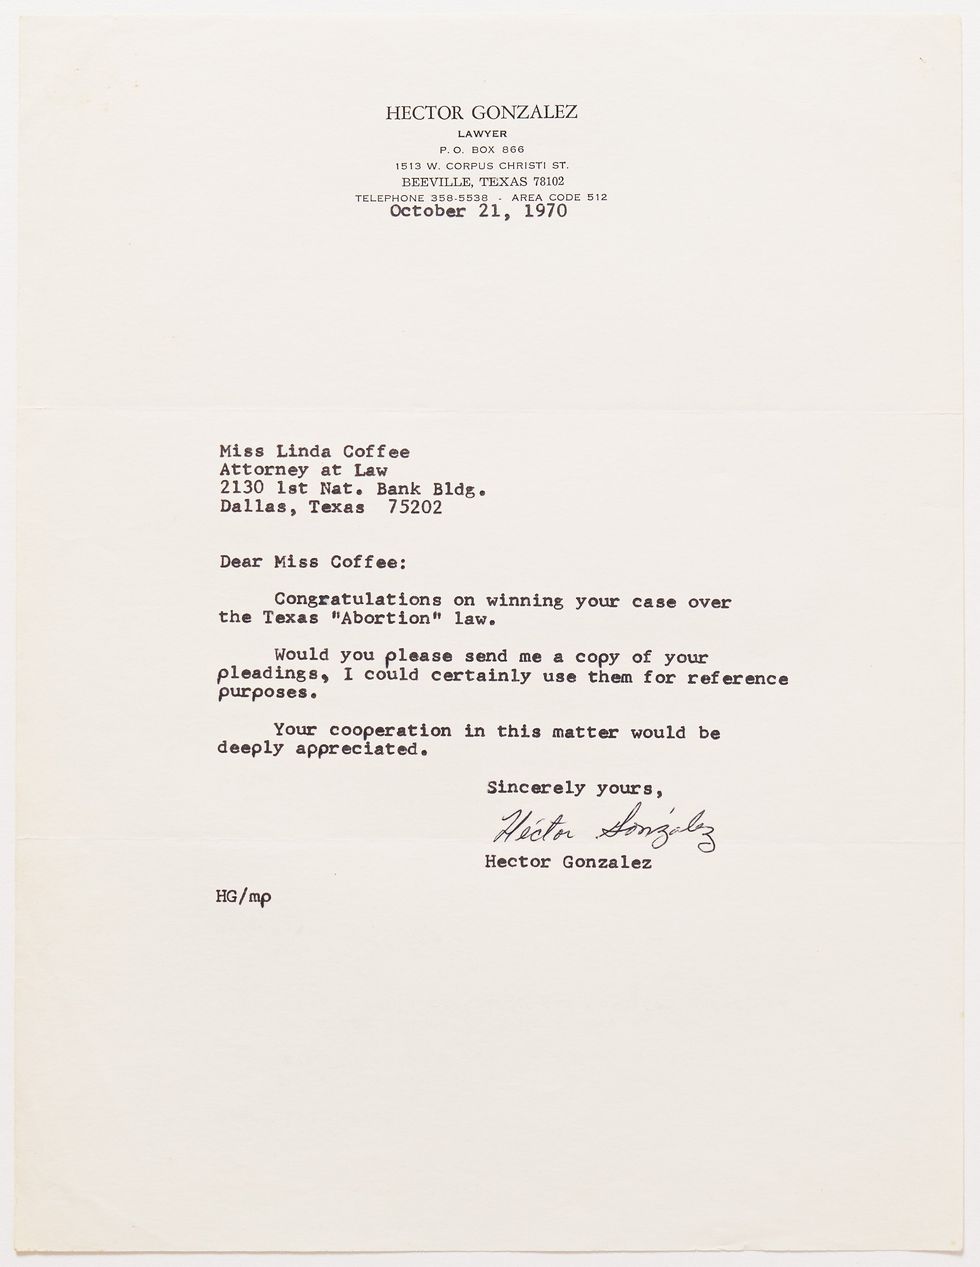 HECTOR GONZALEZ
LAWYER
P. O. BOX 866
1513 W. CORPUS CHRISTI ST.
BEEVILLE, TEXAS 78102
TELEPHONE 358-5538 - AREA CODE 512
October 21, 1970
Miss Linda Coffee
Attorney at Law
2130 1st Nat. Bank Bldg.
Dallas, Texas 75202
Dear Miss Coffee:
Congratulations on winning your case over
the Texas "Abortion" law.
Would you please send me a copy of your
pleadings, I could certainly use them for reference
purposes.
Your cooperation in this matter would be
deeply appreciated.
Sincerely yours,
Héctor González
Hector Gonzalez
HG/mp